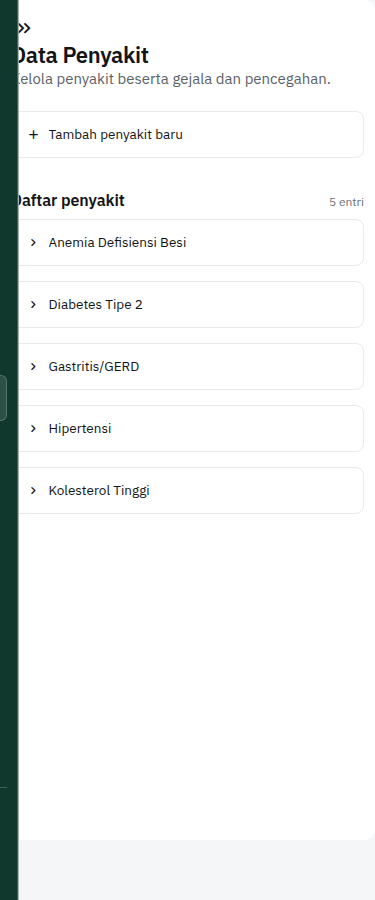 Data Penyakit
Kelola penyakit beserta gejala dan pencegahan.
Tambah penyakit baru
Daftar penyakit
5 entri
Anemia Defisiensi Besi
Diabetes Tipe 2
Gastritis/GERD
Hipertensi
Kolesterol Tinggi